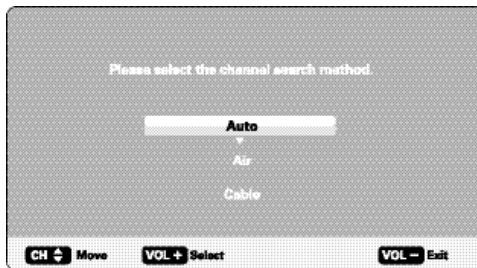 Please select the channel search method.
Auto
Air
Cable
CH Move VOL + Select VOL − Exit